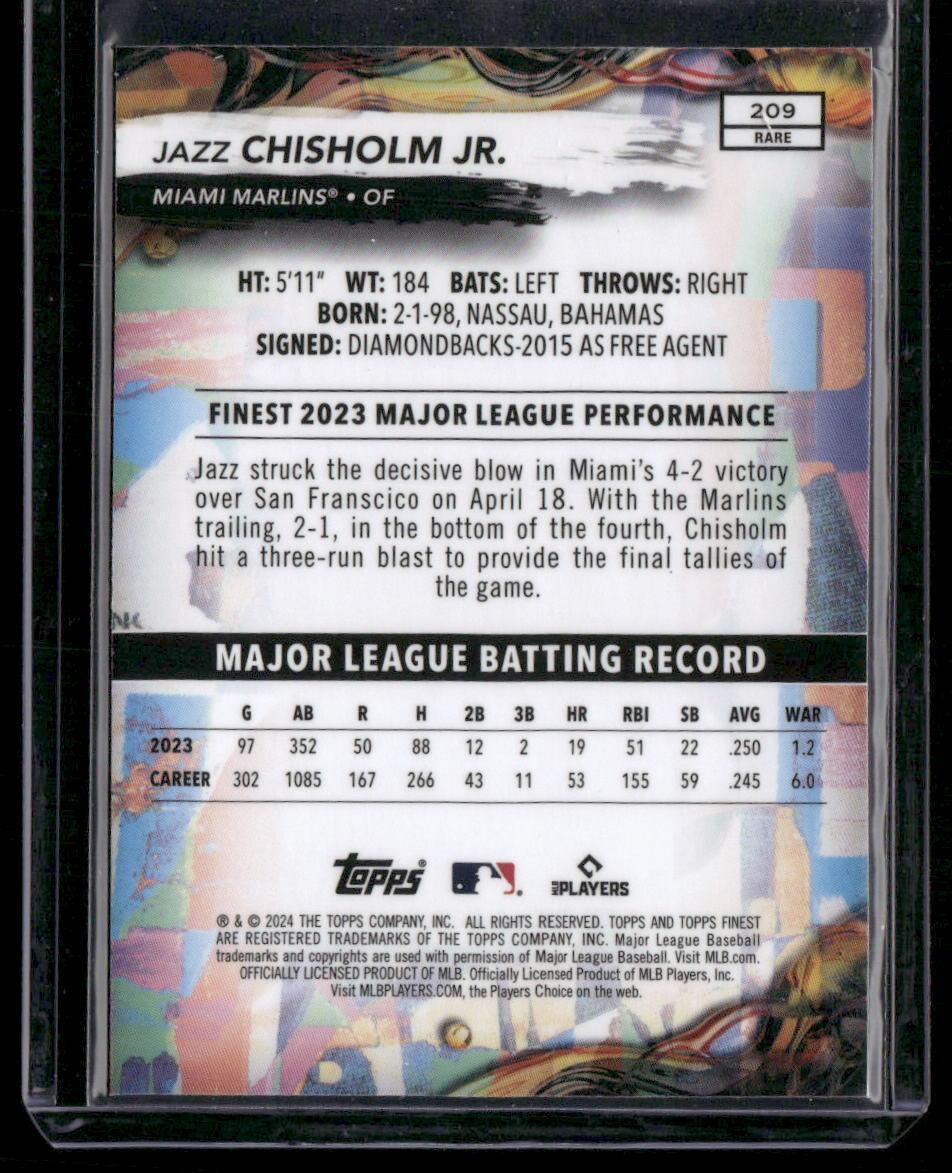 209
RARE
JAZZ CHISHOLM JR.
MIAMI MARLINS® • OF
HT: 5'11" WT: 184 BATS: LEFT THROWS: RIGHT
BORN: 2-1-98, NASSAU, BAHAMAS
SIGNED: DIAMONDBACKS-2015 AS FREE AGENT
FINEST 2023 MAJOR LEAGUE PERFORMANCE
Jazz struck the decisive blow in Miami's 4-2 victory
over San Franscico on April 18. With the Marlins
trailing, 2-1, in the bottom of the fourth, Chisholm
hit a three-run blast to provide the final tallies of
the game.
MAJOR LEAGUE BATTING RECORD
G AB R H 2B 3B HR RBI SB AVG WAR
2023 97 352 50 88 12 2 19 51 22 .250 1.2
CAREER 302 1085 167 266 43 11 53 155 59 .245 6.0
Topps® MLB PLAYERS
® & © 2024 THE TOPPS COMPANY, INC. ALL RIGHTS RESERVED. TOPPS AND TOPPS FINEST
ARE REGISTERED TRADEMARKS OF THE TOPPS COMPANY, INC. Major League Baseball
trademarks and copyrights are used with permission of Major League Baseball. Visit MLB.com.
OFFICIALLY LICENSED PRODUCT OF MLB. Officially Licensed Product of MLB Players, Inc.
Visit MLBPLAYERS.COM, the Players Choice on the web.